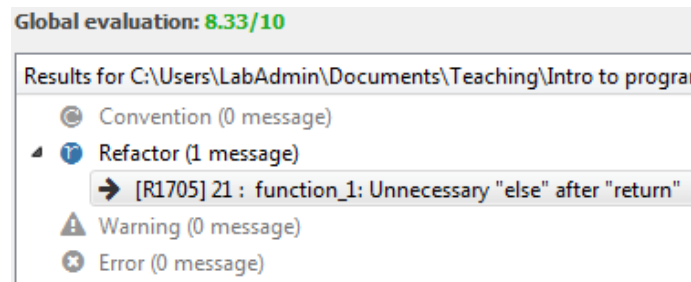 Global evaluation: 8.33/10
Results for C:\Users\LabAdmin\Documents\Teaching\Intro to progra
Convention (0 message)
Refactor (1 message)
[R1705] 21 : function_1: Unnecessary "else" after "return"
Warning (0 message)
Error (0 message)